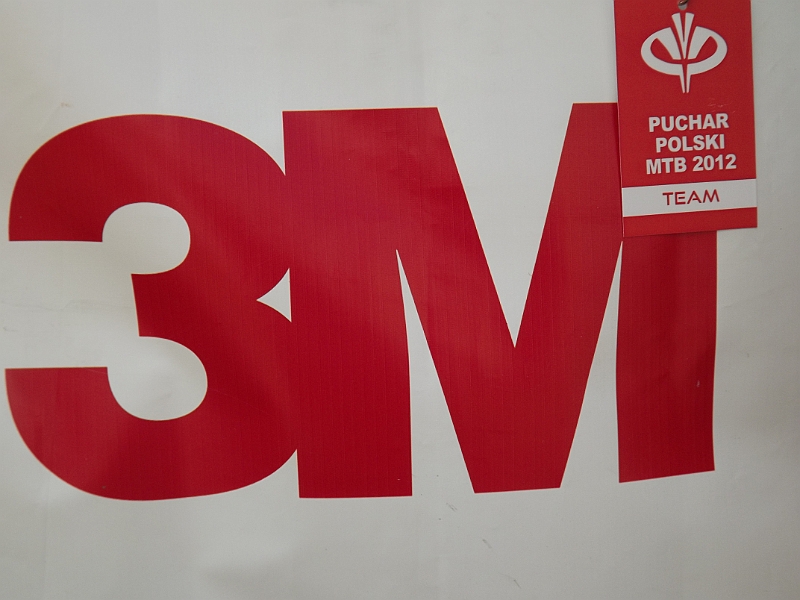 3M
PUCHAR
POLSKI
MTB 2012
TEAM